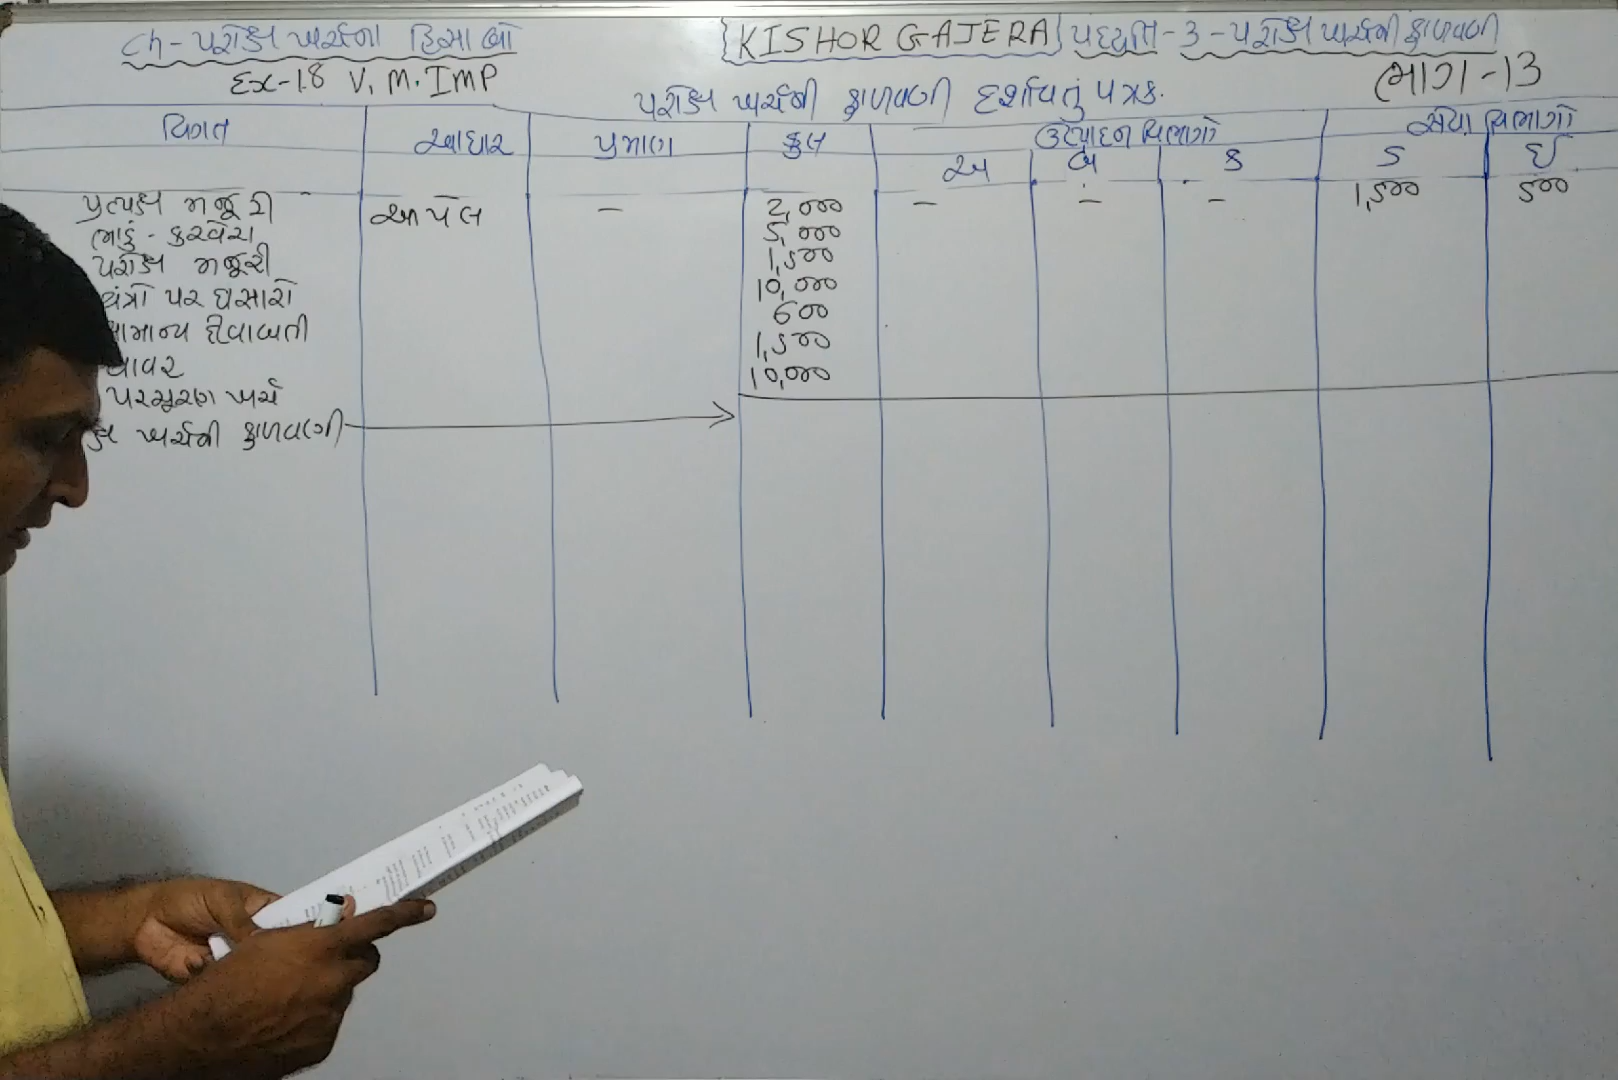 Ch-પરોક્ષ ખર્ચના હિસાબો
KISHOR GAJERA પધ્ધતિ-૩-પરોક્ષ ખર્ચની ફાળવણી
Ex-18 V. M. IMP
ભાગ-13
પરોક્ષ ખર્ચની ફાળવણી દર્શાવતું પત્રક.
વિગત આધાર પ્રમાણ કુલ ઉત્પાદન વિભાગો સેવા વિભાગો
અ બ ક ડ ઈ
પ્રત્યક્ષ મજૂરી આપેલ - 2,000 - - - 1,500 500
ભાડું - કરવેરા 5,000
પરોક્ષ મજૂરી 1,500
યંત્રો પર ઘસારો 10,000
સામાન્ય દીવાબત્તી 600
પાવર 1,500
પરચૂરણ ખર્ચ 10,000
ક્ષ ખર્ચની ફાળવણી